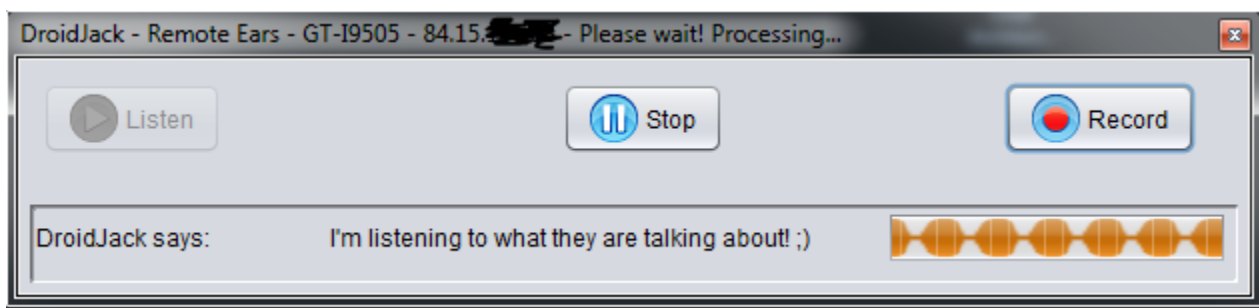 DroidJack - Remote Ears - GT-I9505 - 84.15. - Please wait! Processing...
Listen
Stop
Record
DroidJack says: I'm listening to what they are talking about! ;)